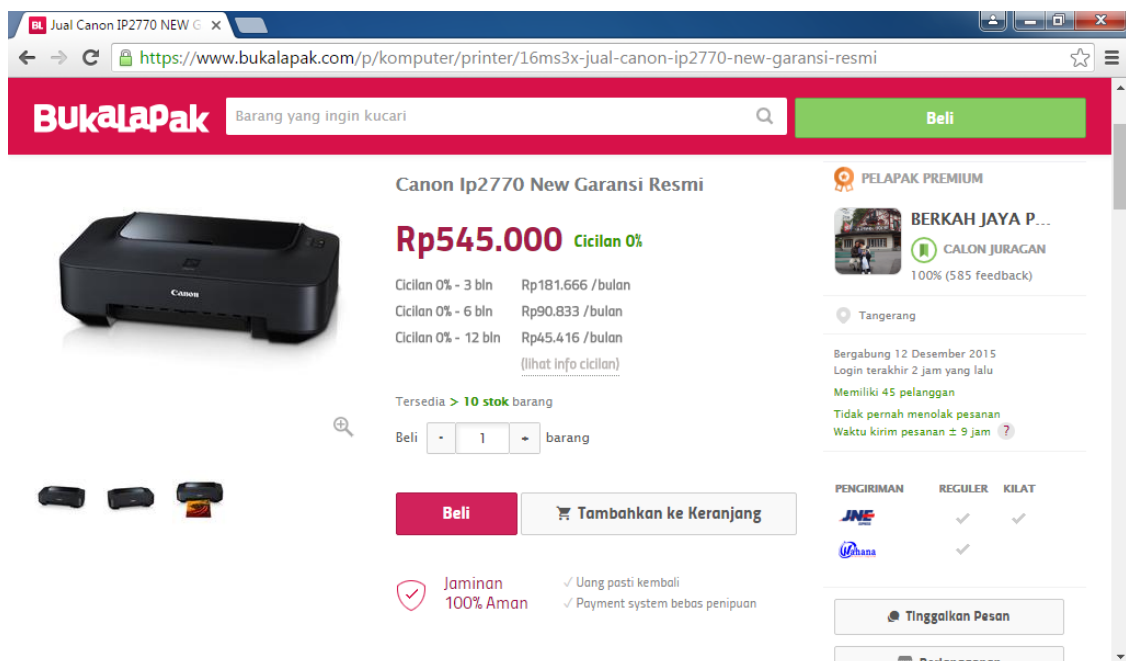 BL Jual Canon IP2770 NEW G
https://www.bukalapak.com/p/komputer/printer/16ms3x-jual-canon-ip2770-new-garansi-resmi
BukaLaPak
Barang yang ingin kucari
Beli
Canon
Canon Ip2770 New Garansi Resmi
Rp545.000 Cicilan 0%
Cicilan 0% - 3 bln Rp181.666 /bulan
Cicilan 0% - 6 bln Rp90.833 /bulan
Cicilan 0% - 12 bln Rp45.416 /bulan
(lihat info cicilan)
Tersedia > 10 stok barang
Beli - 1 + barang
Beli
Tambahkan ke Keranjang
Jaminan
100% Aman
✓ Uang pasti kembali
✓ Payment system bebas penipuan
PELAPAK PREMIUM
BERKAH JAYA P...
CALON JURAGAN
100% (585 feedback)
Tangerang
Bergabung 12 Desember 2015
Login terakhir 2 jam yang lalu
Memiliki 45 pelanggan
Tidak pernah menolak pesanan
Waktu kirim pesanan ± 9 jam ?
PENGIRIMAN REGULER KILAT
JNE ✓ ✓
Wahana ✓
Tinggalkan Pesan